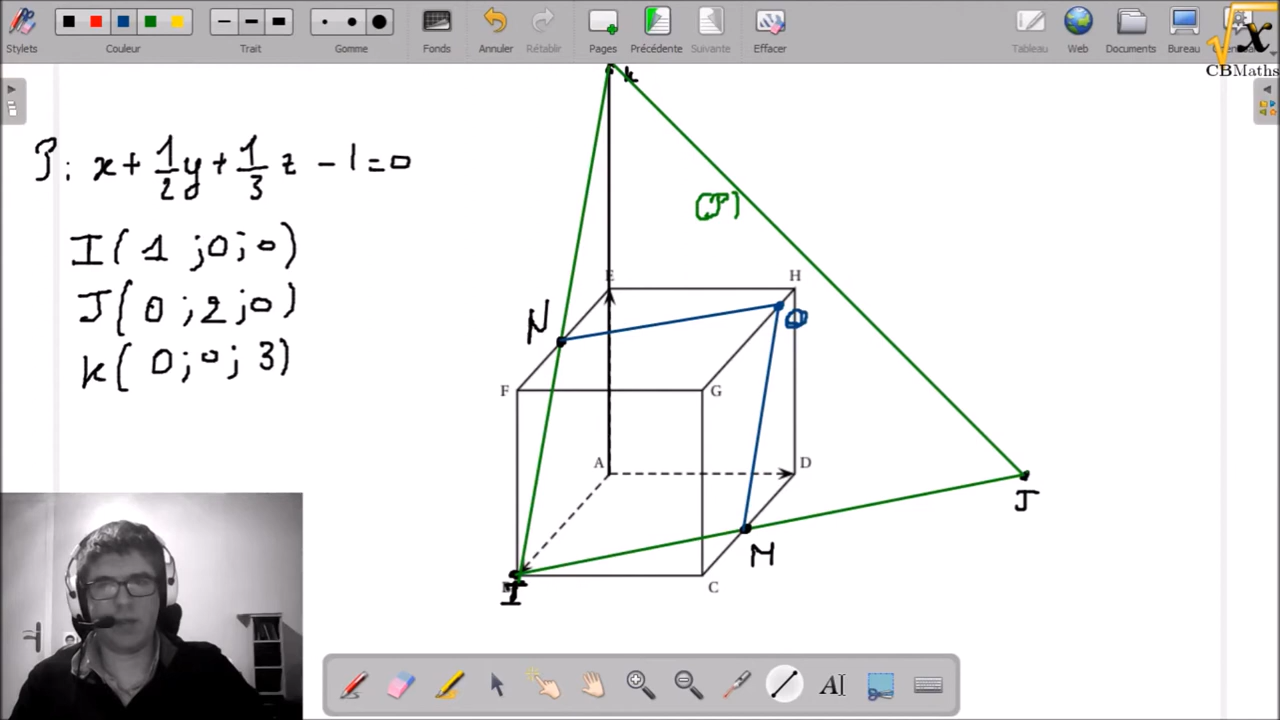 Stylets Couleur Trait Gomme Fonds Annuler Rétablir Pages Précédente Suivante Effacer Tableau Web Documents Bureau
CBMaths
K
P: x + 1/2 y + 1/3 z - 1 = 0
(P)
I( 1 ; 0 ; 0 )
J( 0 ; 2 ; 0 )
K( 0 ; 0 ; 3 )
E H
N O
F G
A D
J
M
I C
AI